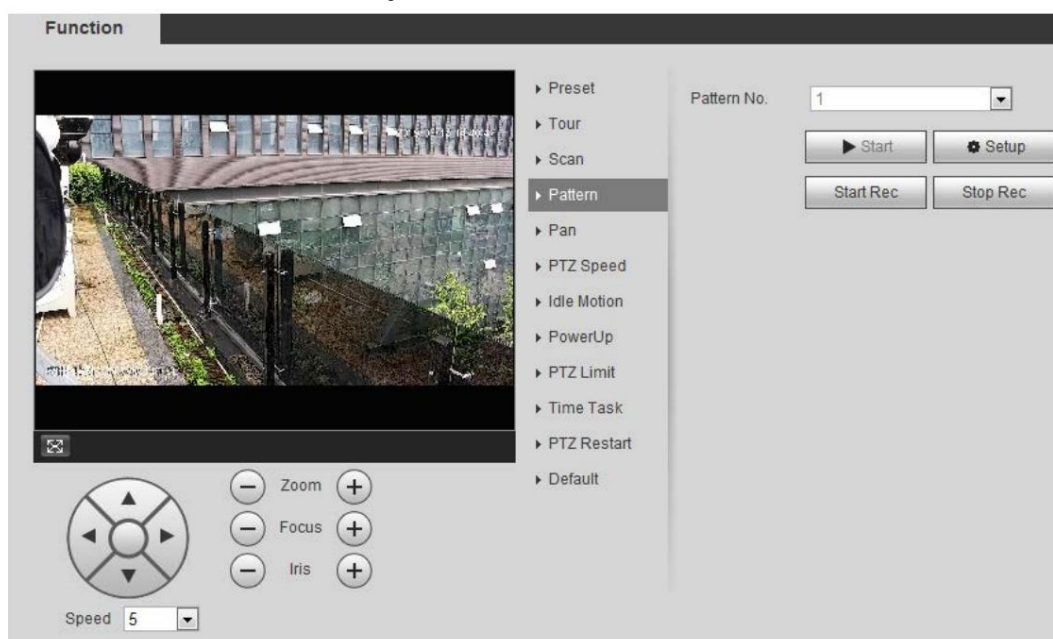 Function
Preset
Tour
Scan
Pattern
Pan
PTZ Speed
Idle Motion
PowerUp
PTZ Limit
Time Task
PTZ Restart
Default
Pattern No.
1
Start
Setup
Start Rec
Stop Rec
Zoom
Focus
Iris
Speed
5